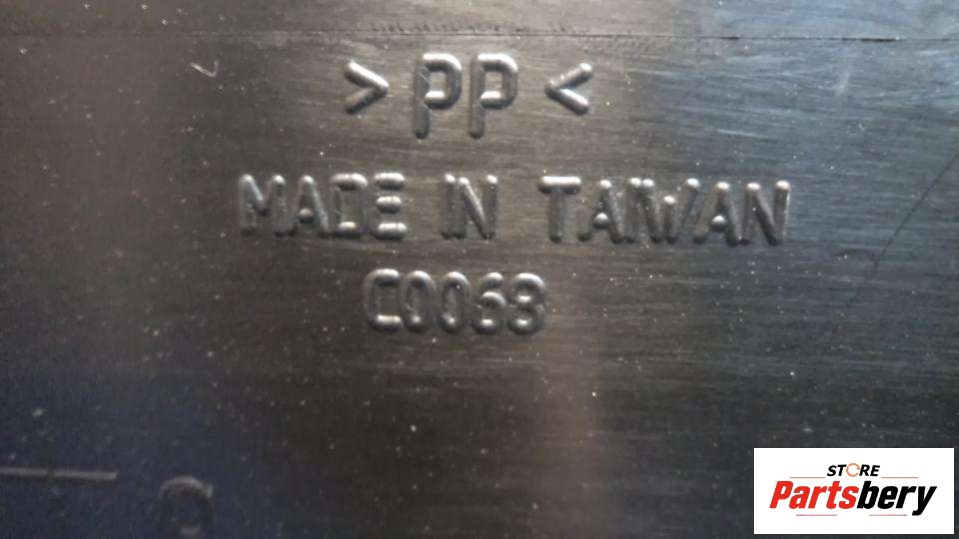 >PP<
MADE IN TAIWAN
C0068
STORE
Partsbery